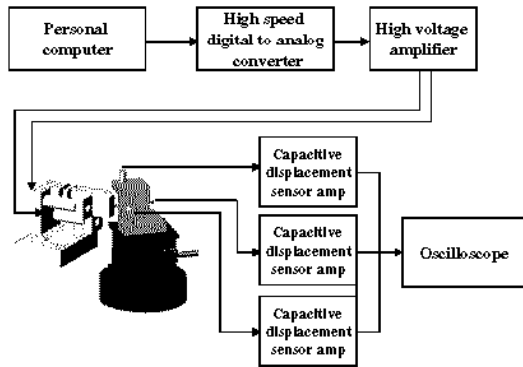 Personal
computer
High speed
digital to analog
converter
High voltage
amplifier
Capacitive
displacement
sensor amp
Capacitive
displacement
sensor amp
Oscilloscope
Capacitive
displacement
sensor amp